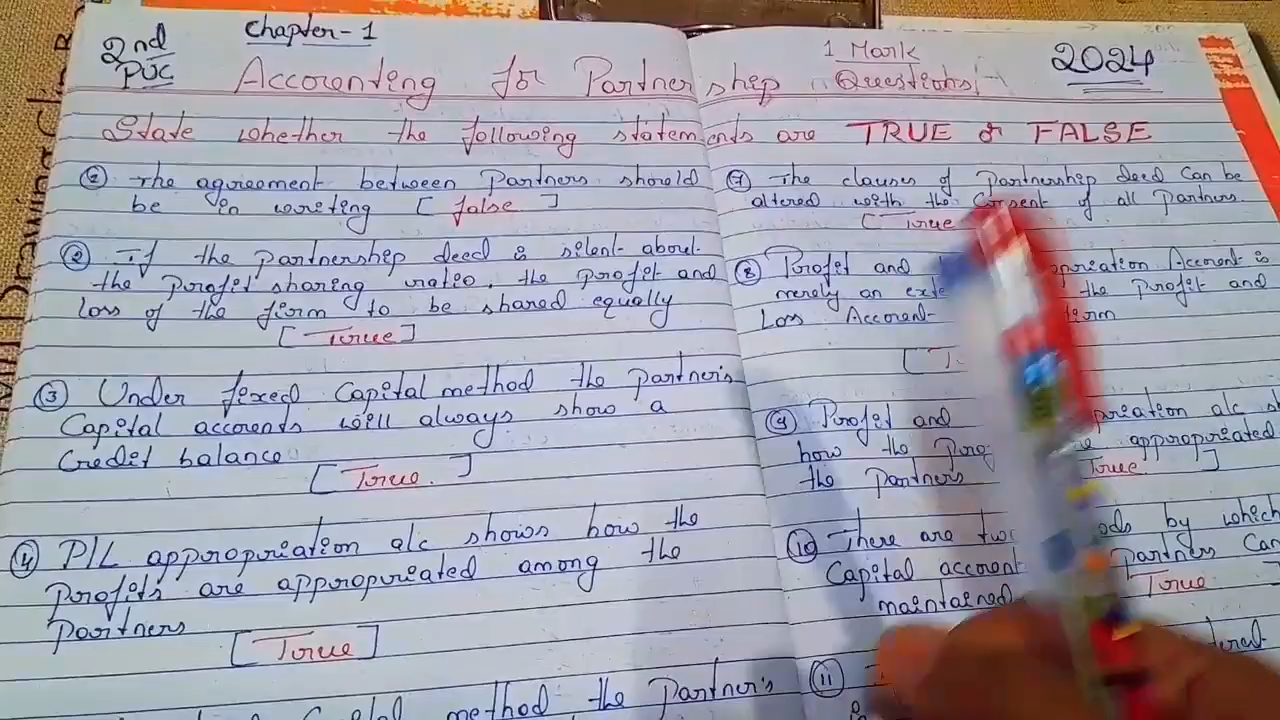 Chapter-1
2nd
PUC
1 Mark
Questions
2024
Accounting for Partnership
State whether the following statements are TRUE or FALSE
① The agreement between Partners should
be in writing [ false ]
② If the Partnership deed is silent about
the Profit sharing ratio, the profit and
loss of the firm to be shared equally
[ True ]
③ Under fixed Capital method the Partner's
Capital accounts will always show a
Credit balance
[ True ]
④ P/L appropriation a/c shows how the
Profits are appropriated among the
Partners
[ True ]
Capital method the Partner's
⑦ The clauses of Partnership deed can be
altered with the Consent of all Partners.
[ True
⑧ Profit and Account is
merely an the Profit and
Loss Account firm
⑨ Profit and a/c
how the appropriated
the Partners True ]
⑩ There are two by which
Capital account Partners Can
maintained True ]
⑪